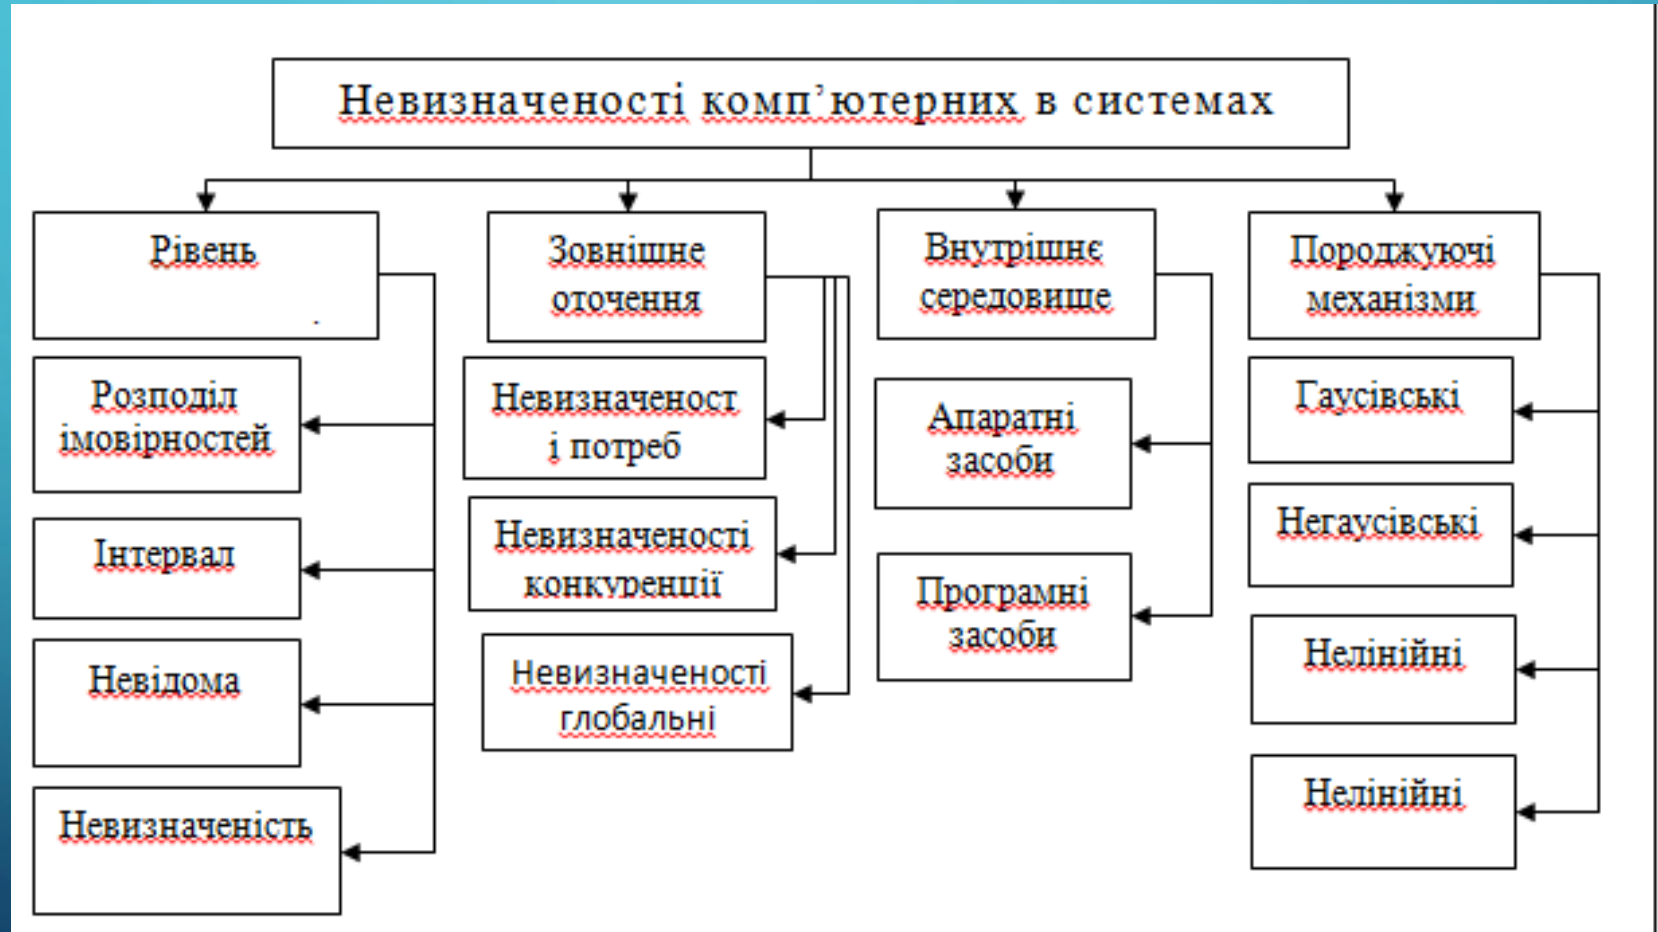 Невизначеності комп’ютерних в системах
Рівень
.
Розподіл
імовірностей
Інтервал
Невідома
Невизначеність
Зовнішне
оточення
Невизначеност
і потреб
Невизначеності
конкуренції
Невизначеності
глобальні
Внутрішнє
середовище
Апаратні
засоби
Програмні
засоби
Породжуючі
механізми
Гаусівські
Негаусівські
Нелінійні
Нелінійні